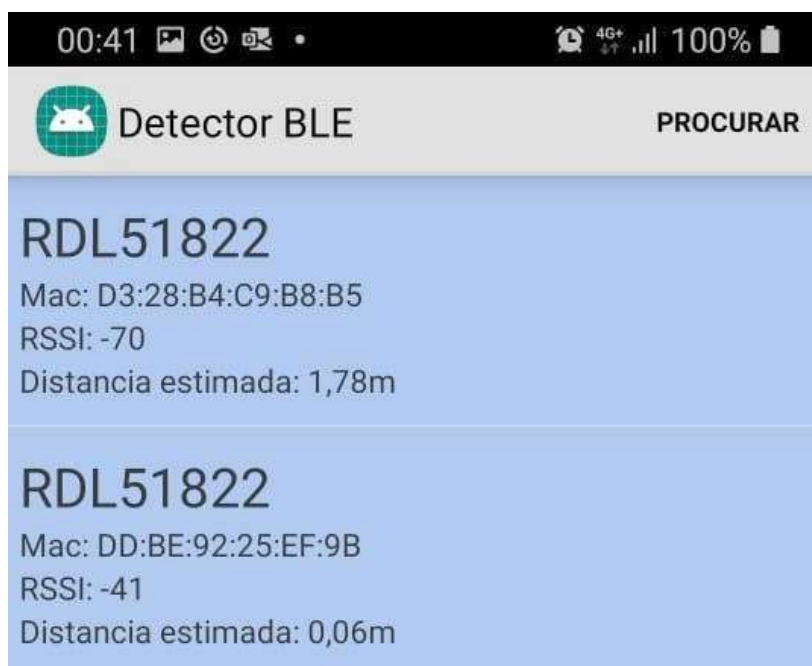 00:41 4G+ 100%
Detector BLE PROCURAR
RDL51822
Mac: D3:28:B4:C9:B8:B5
RSSI: -70
Distancia estimada: 1,78m
RDL51822
Mac: DD:BE:92:25:EF:9B
RSSI: -41
Distancia estimada: 0,06m